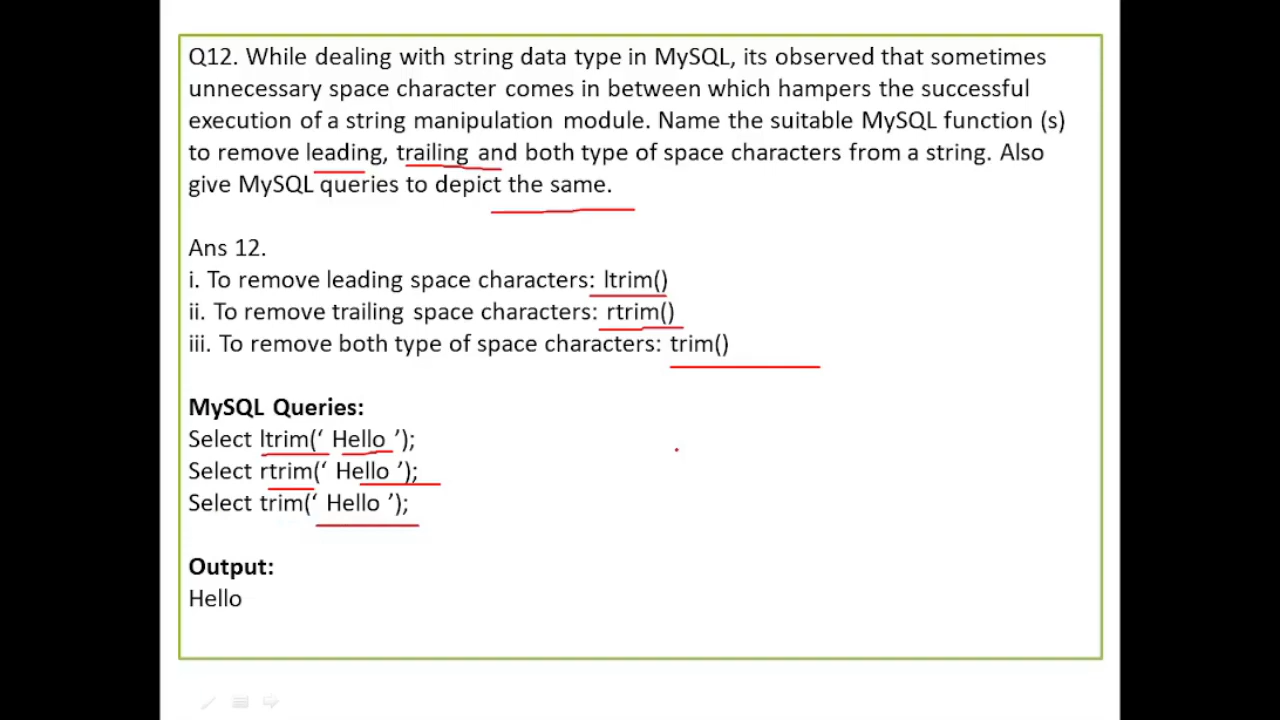 Q12. While dealing with string data type in MySQL, its observed that sometimes
unnecessary space character comes in between which hampers the successful
execution of a string manipulation module. Name the suitable MySQL function (s)
to remove leading, trailing and both type of space characters from a string. Also
give MySQL queries to depict the same.
Ans 12.
i. To remove leading space characters: ltrim()
ii. To remove trailing space characters: rtrim()
iii. To remove both type of space characters: trim()
MySQL Queries:
Select ltrim(‘ Hello ’);
Select rtrim(‘ Hello ’);
Select trim(‘ Hello ’);
Output:
Hello